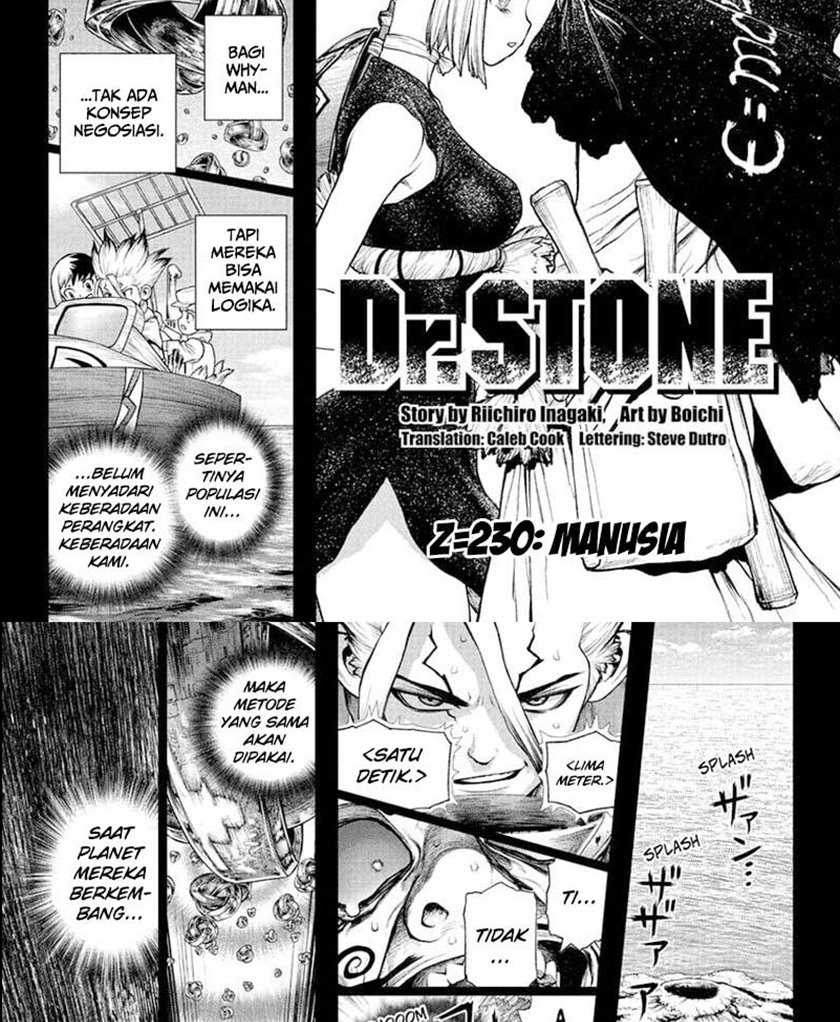 BAGI
WHY-
MAN...
...TAK ADA
KONSEP
NEGOSIASI.
TAPI
MEREKA
BISA
MEMAKAI
LOGIKA.
SEPER-
TINYA
POPULASI
INI...
...BELUM
MENYADARI
KEBERADAAN
PERANGKAT.
KEBERADAAN
KAMI.
E=mc
Dr.STONE
Story by Riichiro Inagaki, Art by Boichi
Translation: Caleb Cook Lettering: Steve Dutro
Z=230: MANUSIA
SPLASH
ザァン…
SPLASH
ザザァァ
<LIMA
METER.>
<SATU
DETIK.>
TI...
TIDAK
...
MAKA
METODE
YANG SAMA
AKAN
DIPAKAI.
SAAT
PLANET
MEREKA
BERKEM-
BANG...
A